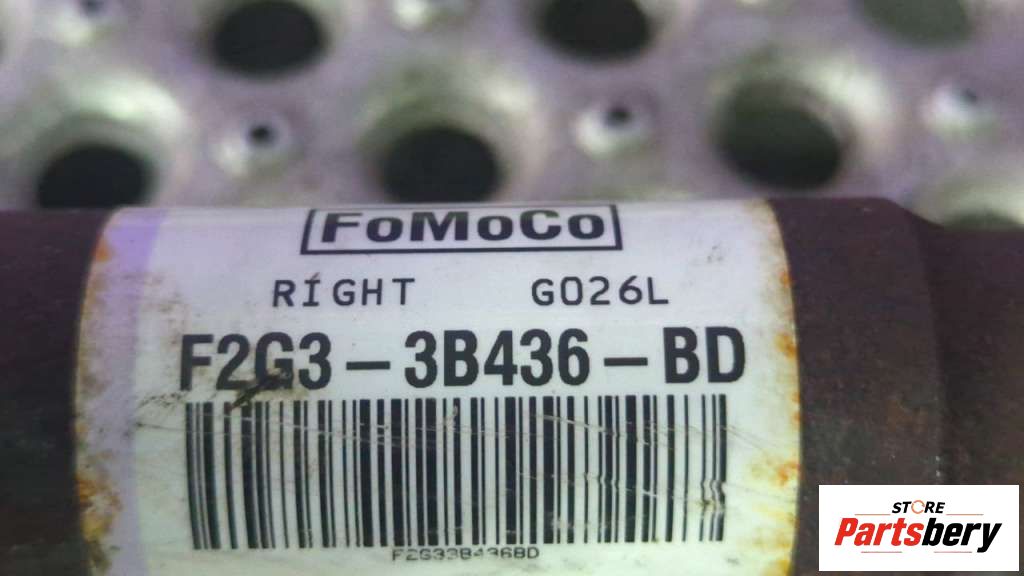 FoMoCo
RIGHT G026L
F2G3-3B436-BD
F2G33B436BD
STORE
Partsbery